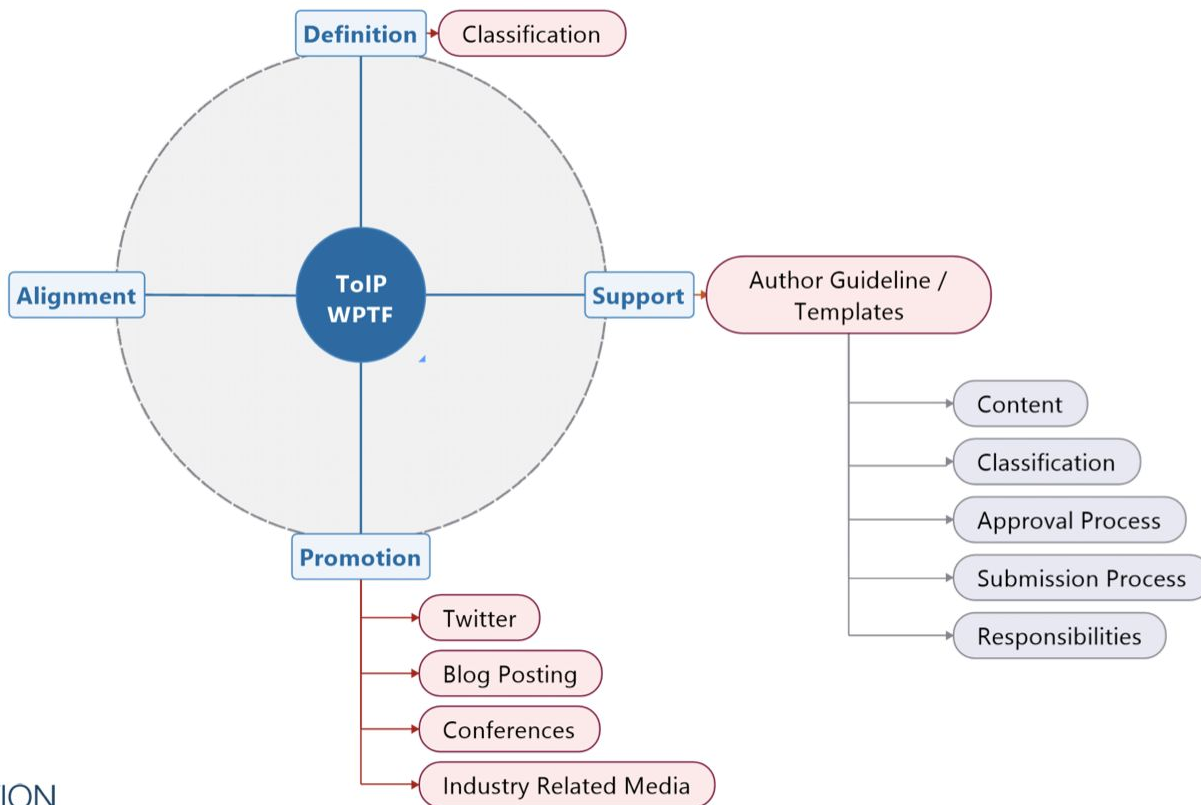 Definition
Classification
Alignment
ToIP
WPTF
Support
Author Guideline /
Templates
Content
Classification
Approval Process
Submission Process
Responsibilities
Promotion
Twitter
Blog Posting
Conferences
Industry Related Media
ION